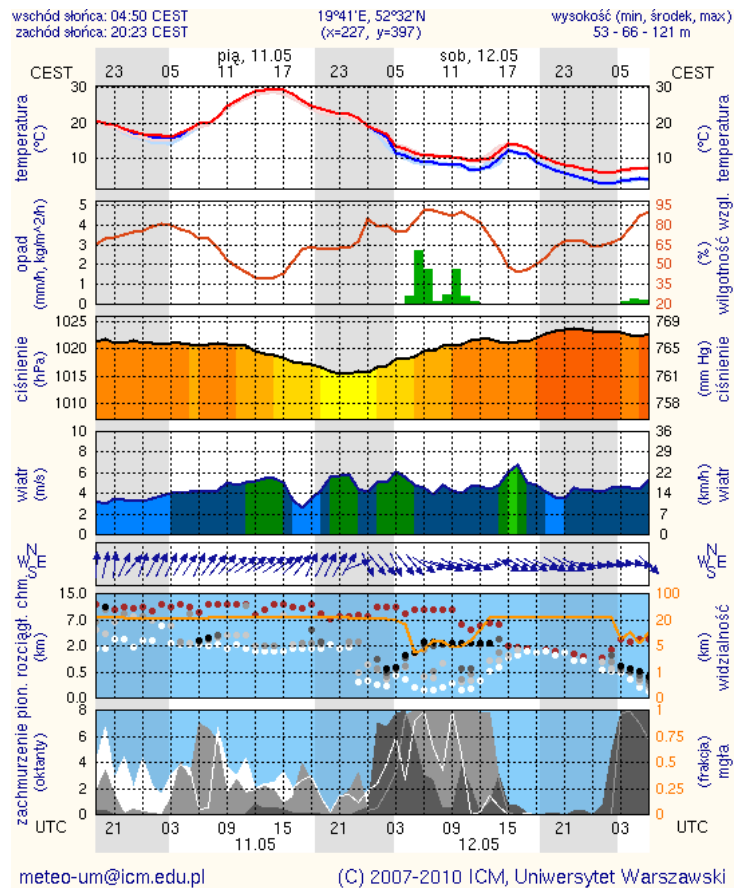 wschód słońca: 04:50 CEST 19°41'E, 52°32'N wysokość (min, środek, max)
zachód słońca: 20:23 CEST (x=227, y=397) 53 - 66 - 121 m
pią, 11.05 sob, 12.05
CEST 23 05 11 17 23 05 11 17 23 05 CEST
temperatura (°C) 30 20 10 30 20 10 temperatura (°C)
opad (mm/h, kg/m^2/h) 5 4 3 2 1 0 95 80 65 50 35 20 wilgotność wzgl. (%)
ciśnienie (hPa) 1025 1020 1015 1010 769 765 761 758 ciśnienie (mm Hg)
wiatr (m/s) 10 8 6 4 2 0 36 29 22 14 7 0 wiatr (km/h)
W N S E W N S E
pion. rozciągł. chm. (km) 15.0 7.0 2.0 0.5 0.0 100 20 5 1 0 widzialność (km)
zachmurzenie (oktanty) 8 6 4 2 0 1 0.75 0.5 0.25 0 mgła (frakcja)
UTC 21 03 09 15 21 03 09 15 21 03 UTC
11.05 12.05
meteo-um@icm.edu.pl (C) 2007-2010 ICM, Uniwersytet Warszawski